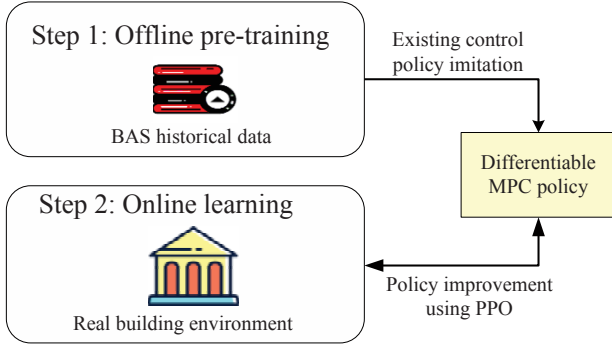 Step 1: Offline pre-training
BAS historical data
Existing control
policy imitation
Differentiable
MPC policy
Step 2: Online learning
Real building environment
Policy improvement
using PPO